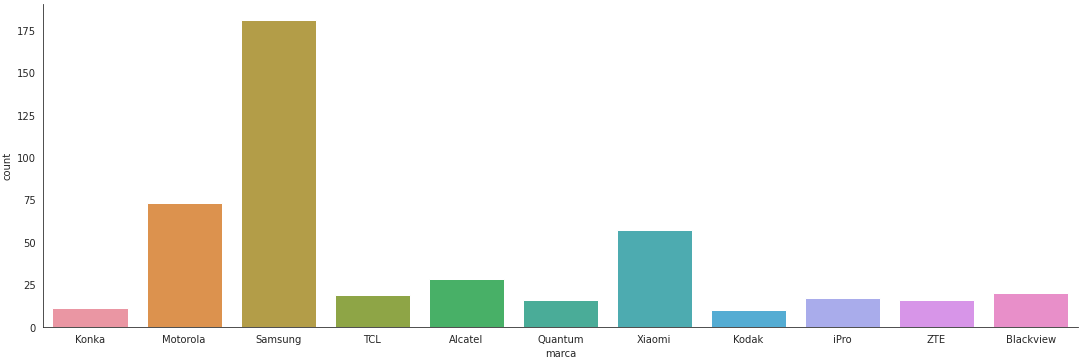 175
150
125
100
75
50
25
0
count
Konka Motorola Samsung TCL Alcatel Quantum Xiaomi Kodak iPro ZTE Blackview
marca